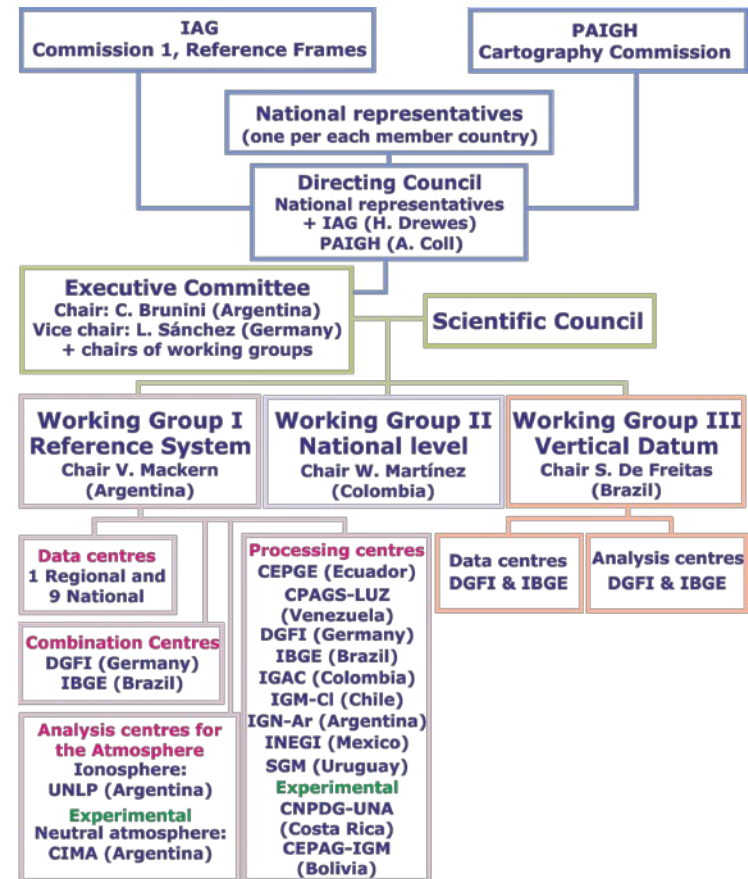 IAG
Commission 1, Reference Frames
PAIGH
Cartography Commission
National representatives
(one per each member country)
Directing Council
National representatives
+ IAG (H. Drewes)
PAIGH (A. Coll)
Executive Committee
Chair: C. Brunini (Argentina)
Vice chair: L. Sánchez (Germany)
+ chairs of working groups
Scientific Council
Working Group I
Reference System
Chair V. Mackern
(Argentina)
Working Group II
National level
Chair W. Martínez
(Colombia)
Working Group III
Vertical Datum
Chair S. De Freitas
(Brazil)
Data centres
1 Regional and
9 National
Combination Centres
DGFI (Germany)
IBGE (Brazil)
Analysis centres for
the Atmosphere
Ionosphere:
UNLP (Argentina)
Experimental
Neutral atmosphere:
CIMA (Argentina)
Processing centres
CEPGE (Ecuador)
CPAGS-LUZ
(Venezuela)
DGFI (Germany)
IBGE (Brazil)
IGAC (Colombia)
IGM-Cl (Chile)
IGN-Ar (Argentina)
INEGI (Mexico)
SGM (Uruguay)
Experimental
CNPDG-UNA
(Costa Rica)
CEPAG-IGM
(Bolivia)
Data centres
DGFI & IBGE
Analysis centres
DGFI & IBGE